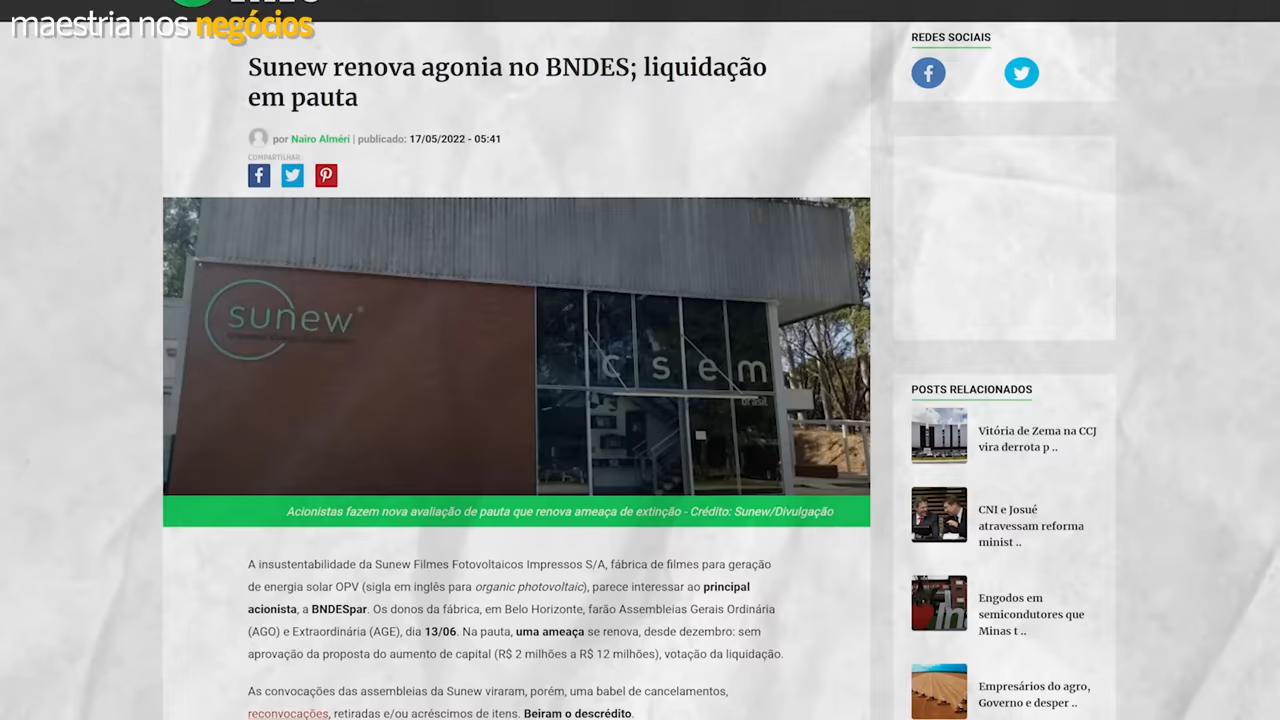 maestria nos negócios
Sunew renova agonia no BNDES; liquidação
em pauta
por Nairo Alméri | publicado: 17/05/2022 - 05:41
COMPARTILHAR:
sunew
csem
brasil
Acionistas fazem nova avaliação de pauta que renova ameaça de extinção - Crédito: Sunew/Divulgação
A insustentabilidade da Sunew Filmes Fotovoltaicos Impressos S/A, fábrica de filmes para geração
de energia solar OPV (sigla em inglês para organic photovoltaic), parece interessar ao principal
acionista, a BNDESpar. Os donos da fábrica, em Belo Horizonte, farão Assembleias Gerais Ordinária
(AGO) e Extraordinária (AGE), dia 13/06. Na pauta, uma ameaça se renova, desde dezembro: sem
aprovação da proposta do aumento de capital (R$ 2 milhões a R$ 12 milhões), votação da liquidação.
As convocações das assembleias da Sunew viraram, porém, uma babel de cancelamentos,
reconvocações, retiradas e/ou acréscimos de itens. Beiram o descrédito.
REDES SOCIAIS
POSTS RELACIONADOS
Vitória de Zema na CCJ
vira derrota p ..
CNI e Josué
atravessam reforma
minist ..
Engodos em
semicondutores que
Minas t ..
Empresários do agro,
Governo e desper ..